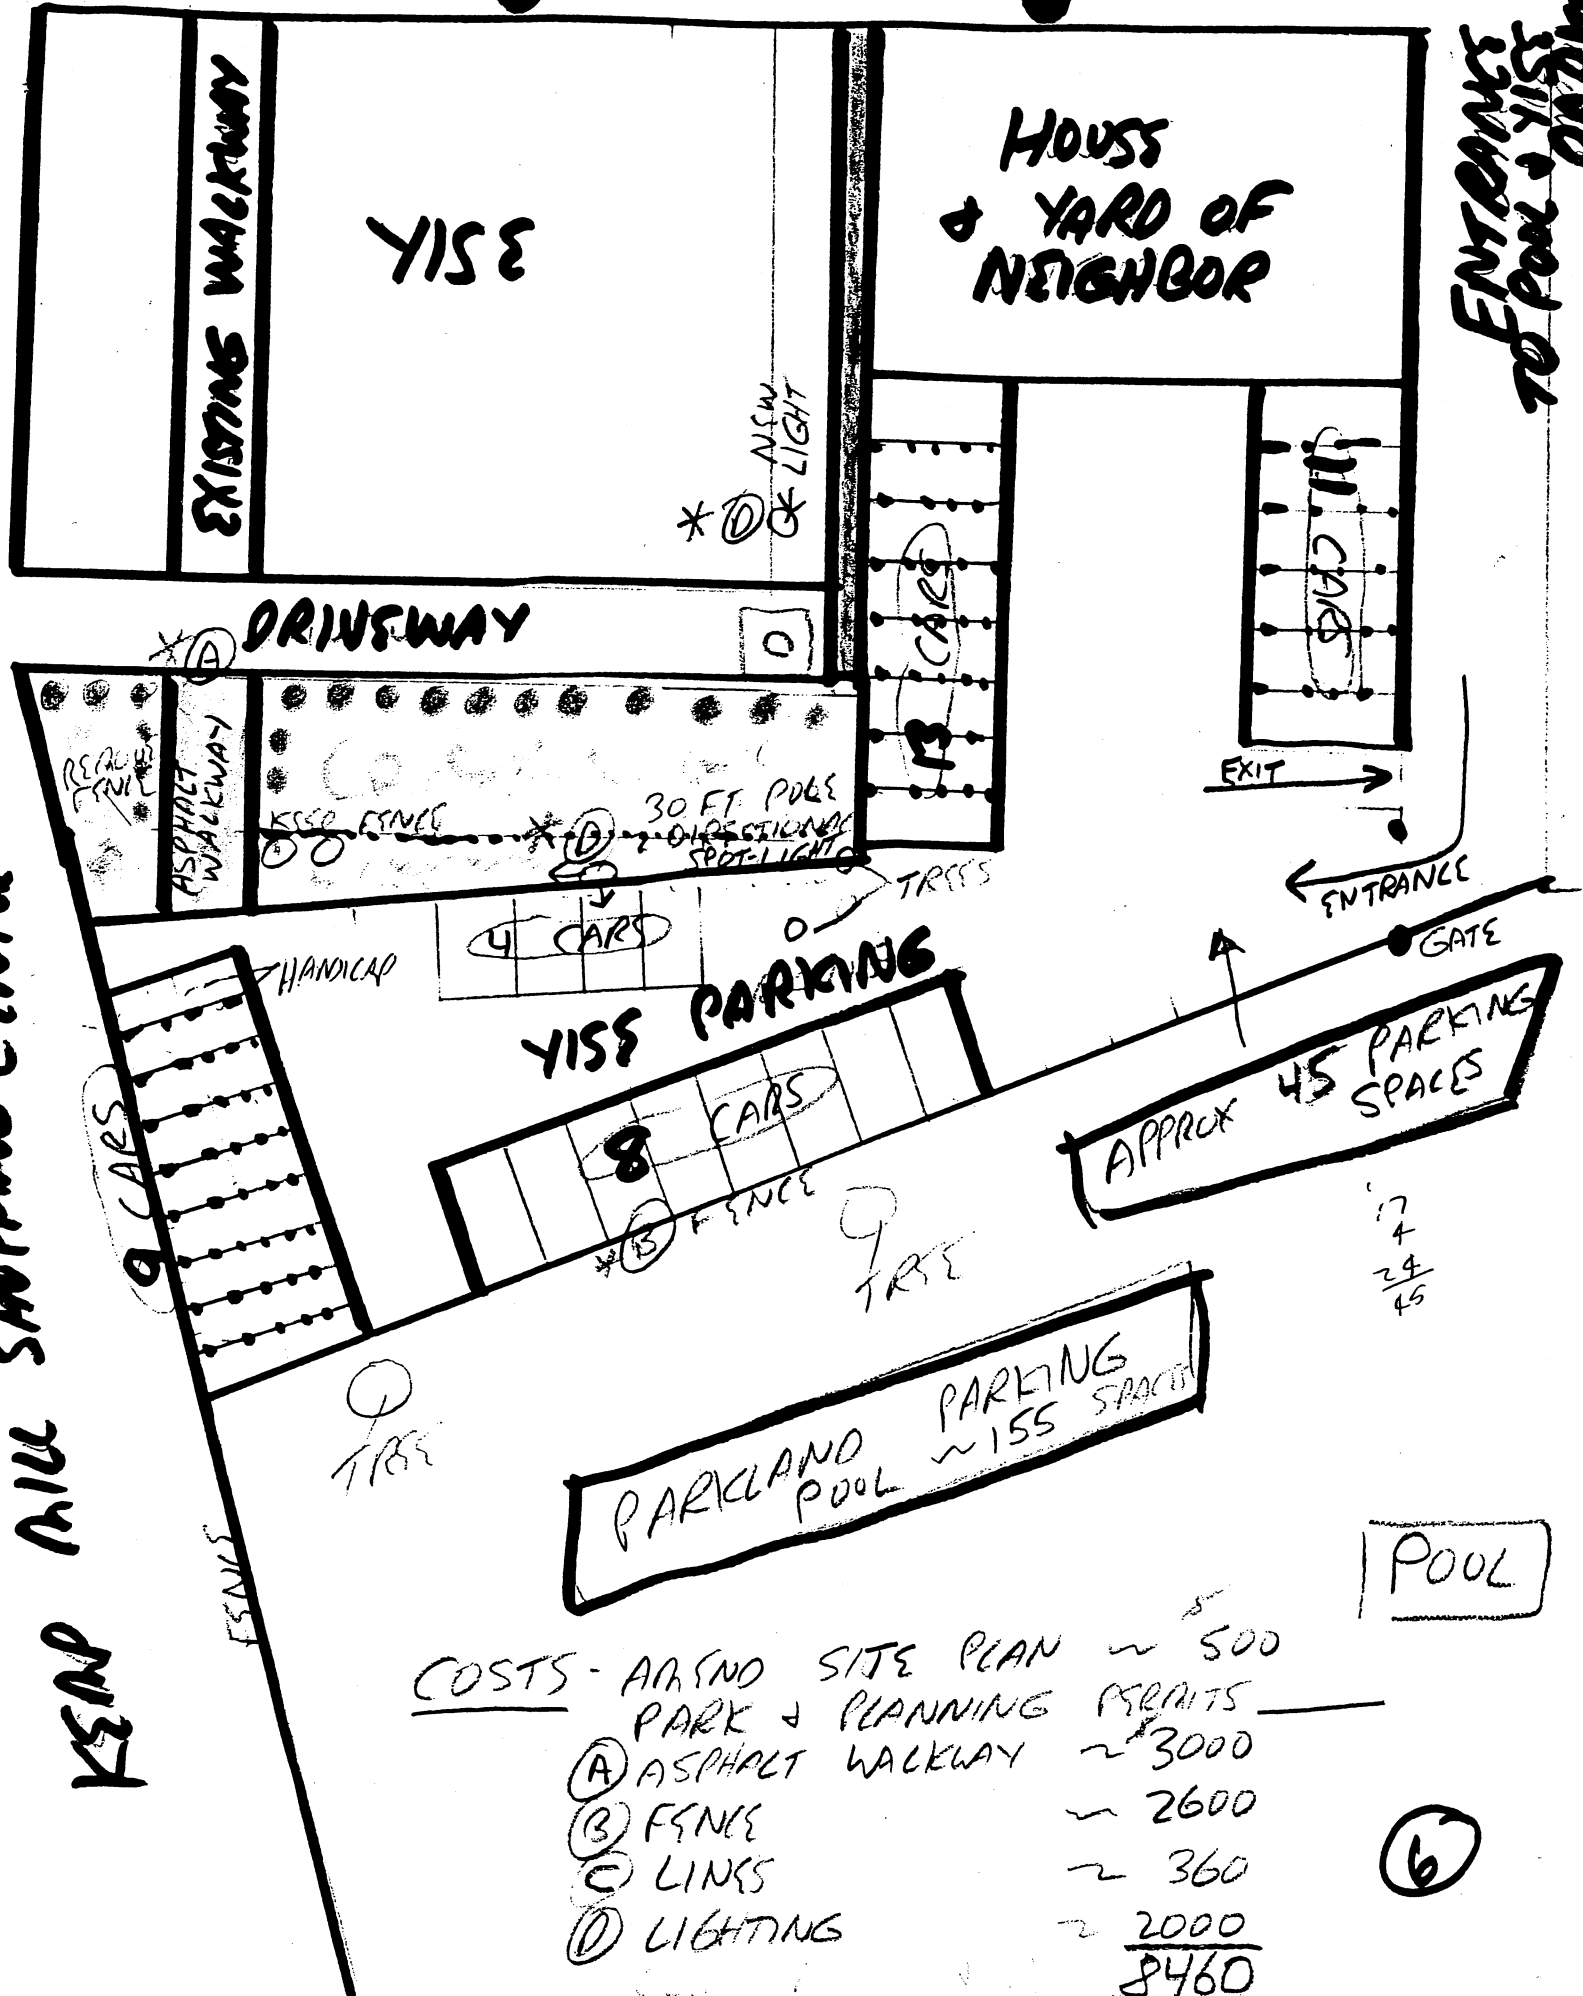 EXISTING WALKWAY
YISE
HOUSE
& YARD OF
NEIGHBOR
ENTRANCE
TO POOL & YISE
* D * NEW
LIGHT
13 CARS
11 CARS
DRIVEWAY
* A
D
REMOVE
FENCE
ASPHALT
WALKWAY
KEEP FENCE
* D
30 FT. POLE
2 DIRECTIONAL
SPOT-LIGHT
TREES
EXIT
ENTRANCE
GATE
4 CARS
HANDICAP
YISE PARKING
9 CARS
8 CARS
* B FENCE
TREE
APPROX 45 PARKING
SPACES
17
4
24
45
TREE
PARKLAND PARKING
POOL ~155 SPACES
FENCE
KEMP MILL
POOL
COSTS - AMEND SITE PLAN ~ 500
PARK & PLANNING PERMITS
A ASPHALT WALKWAY ~ 3000
B FENCE ~ 2600
C LINES ~ 360
D LIGHTING ~ 2000
8460
6